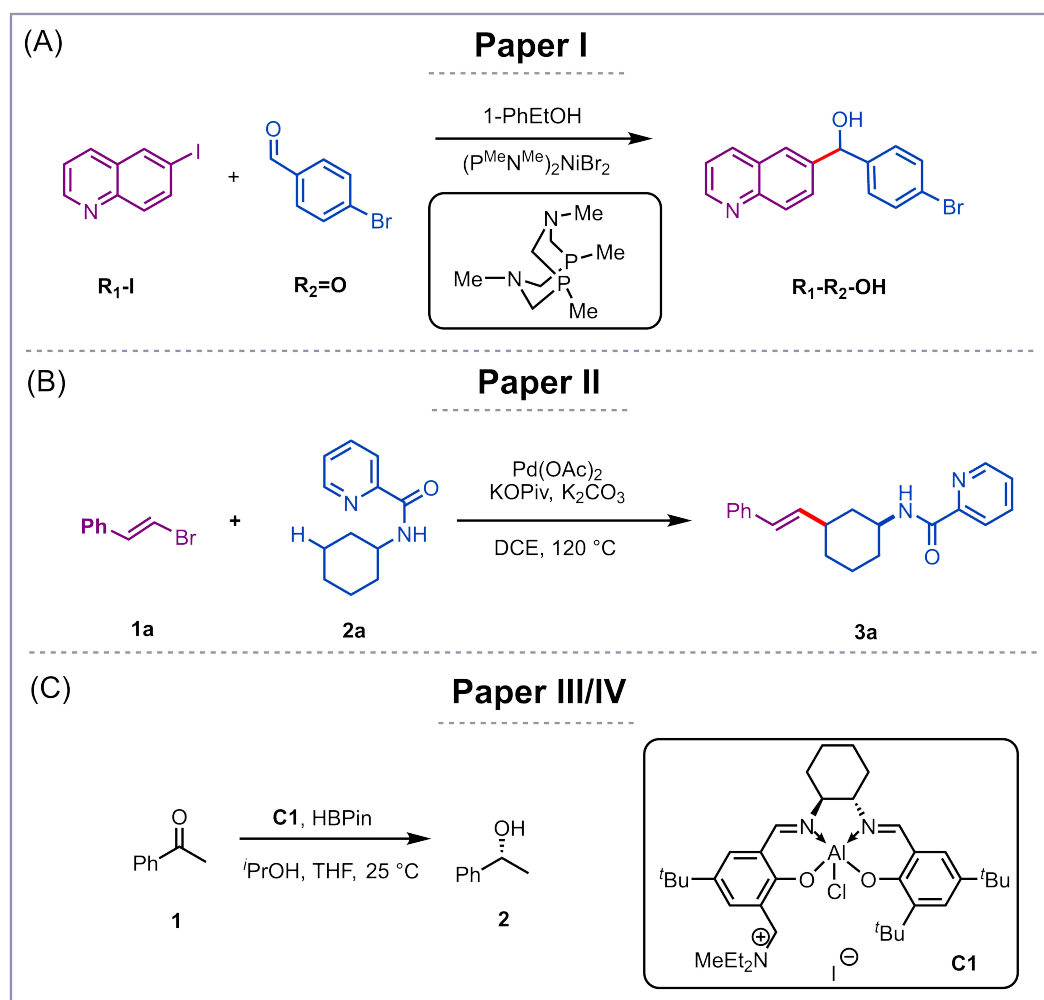 (A)
Paper I
I
N
+
O
Br
1-PhEtOH
(PMeNMe)2NiBr2
N
Me
Me
N
P
Me
P
Me
OH
N
Br
R1-I
R2=O
R1-R2-OH
(B)
Paper II
Ph
Br
+
N
O
NH
H
Pd(OAc)2
KOPiv, K2CO3
DCE, 120 °C
Ph
H
N
O
N
1a
2a
3a
(C)
Paper III/IV
O
Ph
C1, HBPin
iPrOH, THF, 25 °C
OH
Ph
1
2
N
N
Al
O
O
Cl
tBu
tBu
tBu
+
MeEt2N
I
−
C1